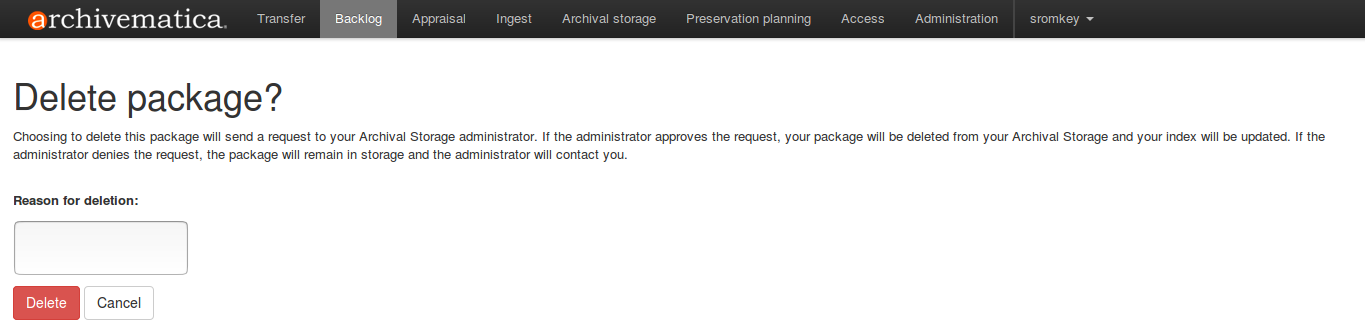 archivematica® Transfer Backlog Appraisal Ingest Archival storage Preservation planning Access Administration sromkey
Delete package?
Choosing to delete this package will send a request to your Archival Storage administrator. If the administrator approves the request, your package will be deleted from your Archival Storage and your index will be updated. If the
administrator denies the request, the package will remain in storage and the administrator will contact you.
Reason for deletion:
Delete Cancel